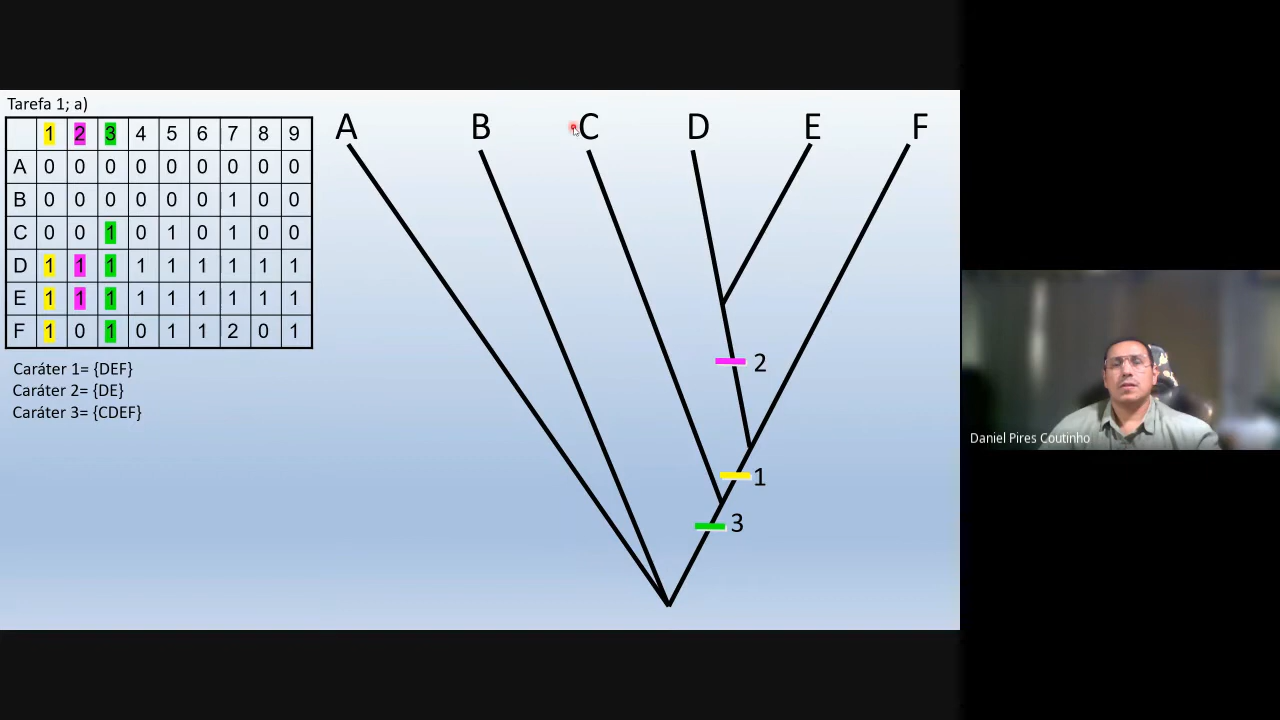 Tarefa 1; a)
1 2 3 4 5 6 7 8 9
A 0 0 0 0 0 0 0 0 0
B 0 0 0 0 0 0 1 0 0
C 0 0 1 0 1 0 1 0 0
D 1 1 1 1 1 1 1 1 1
E 1 1 1 1 1 1 1 1 1
F 1 0 1 0 1 1 2 0 1
Caráter 1= {DEF}
Caráter 2= {DE}
Caráter 3= {CDEF}
A B C D E F
2
1
3
Daniel Pires Coutinho